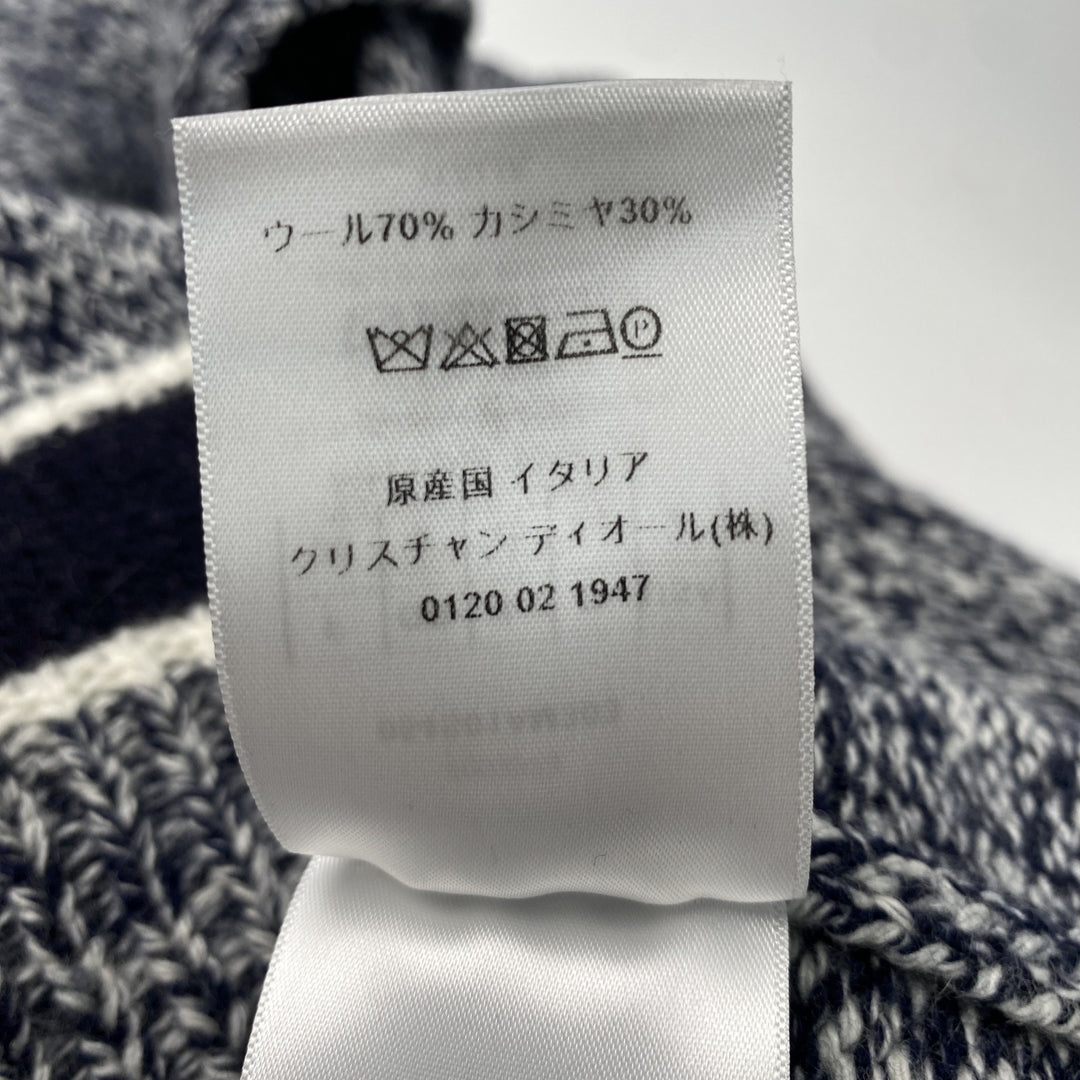 ウール70% カシミヤ30%
P
原産国 イタリア
クリスチャン ディオール(株)
0120 02 1947